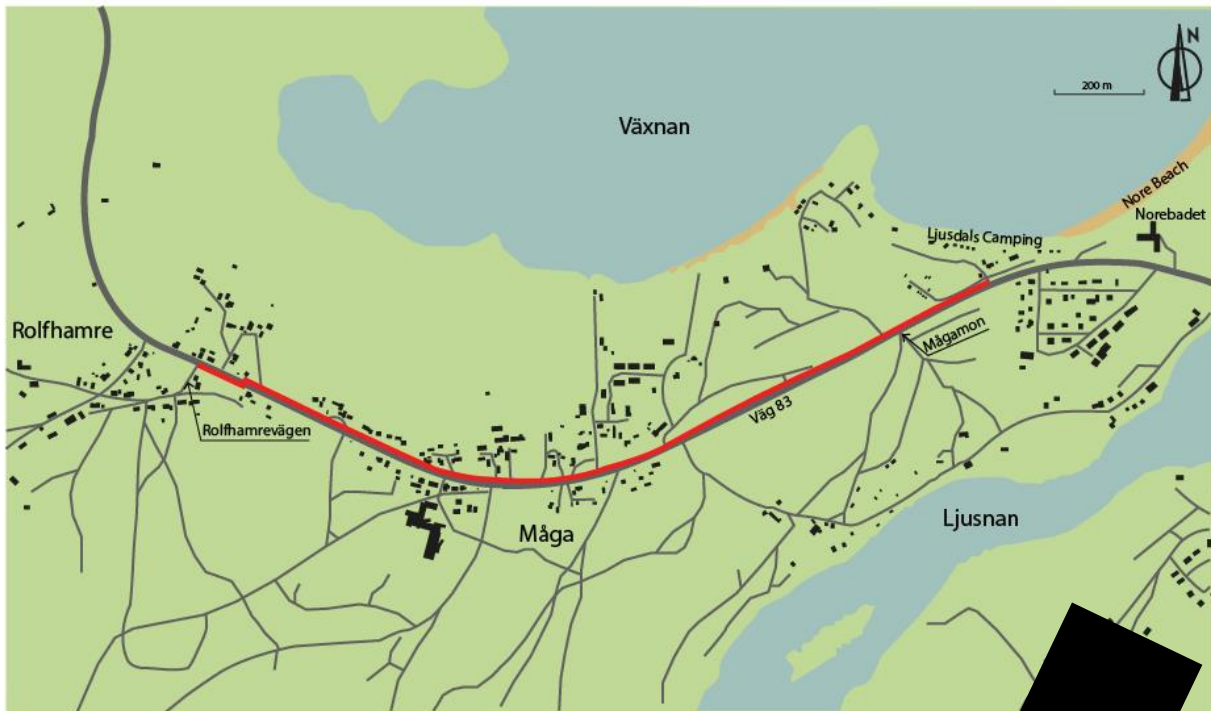 N
200 m
Växnan
Nore Beach
Norebadet
Ljusdals Camping
Rolfhamre
Mågamon
Väg 83
Rolfhamrevägen
Måga
Ljusnan